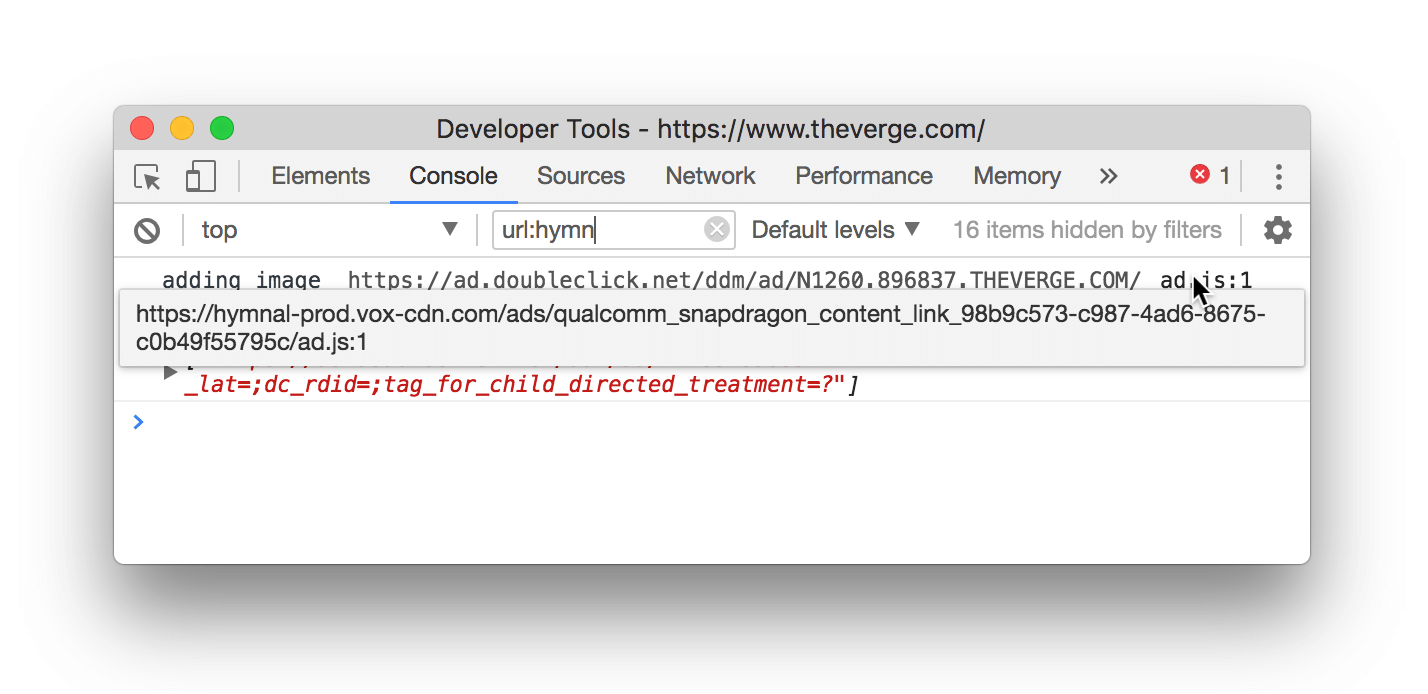 Developer Tools - https://www.theverge.com/
Elements Console Sources Network Performance Memory » 1
top url:hymn Default levels 16 items hidden by filters
adding image https://ad.doubleclick.net/ddm/ad/N1260.896837.THEVERGE.COM/ ad.js:1
https://hymnal-prod.vox-cdn.com/ads/qualcomm_snapdragon_content_link_98b9c573-c987-4ad6-8675-
c0b49f55795c/ad.js:1
_lat=;dc_rdid=;tag_for_child_directed_treatment=?"]